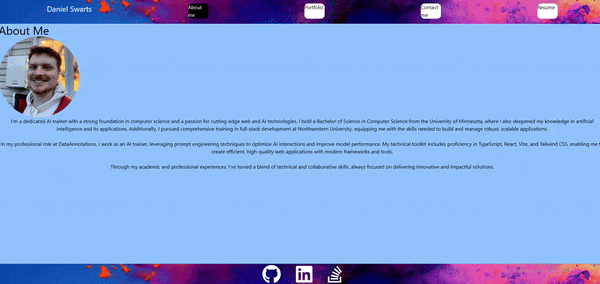 Daniel Swarts
About
me
Portfolio
Contact
me
Resume
About Me
I'm a dedicated AI trainer with a strong foundation in computer science and a passion for cutting-edge web and AI technologies. I hold a Bachelor of Science in Computer Science from the University of Minnesota, where I also deepened my knowledge in artificial
intelligence and its applications. Additionally, I pursued comprehensive training in full-stack development at Northwestern University, equipping me with the skills needed to build and manage robust, scalable applications.
In my professional role at DataAnnotations, I work as an AI trainer, leveraging prompt engineering techniques to optimize AI interactions and improve model performance. My technical toolkit includes proficiency in TypeScript, React, Vite, and Tailwind CSS, enabling me t
create efficient, high-quality web applications with modern frameworks and tools.
Through my academic and professional experiences, I've honed a blend of technical and collaborative skills, always focused on delivering innovative and impactful solutions.